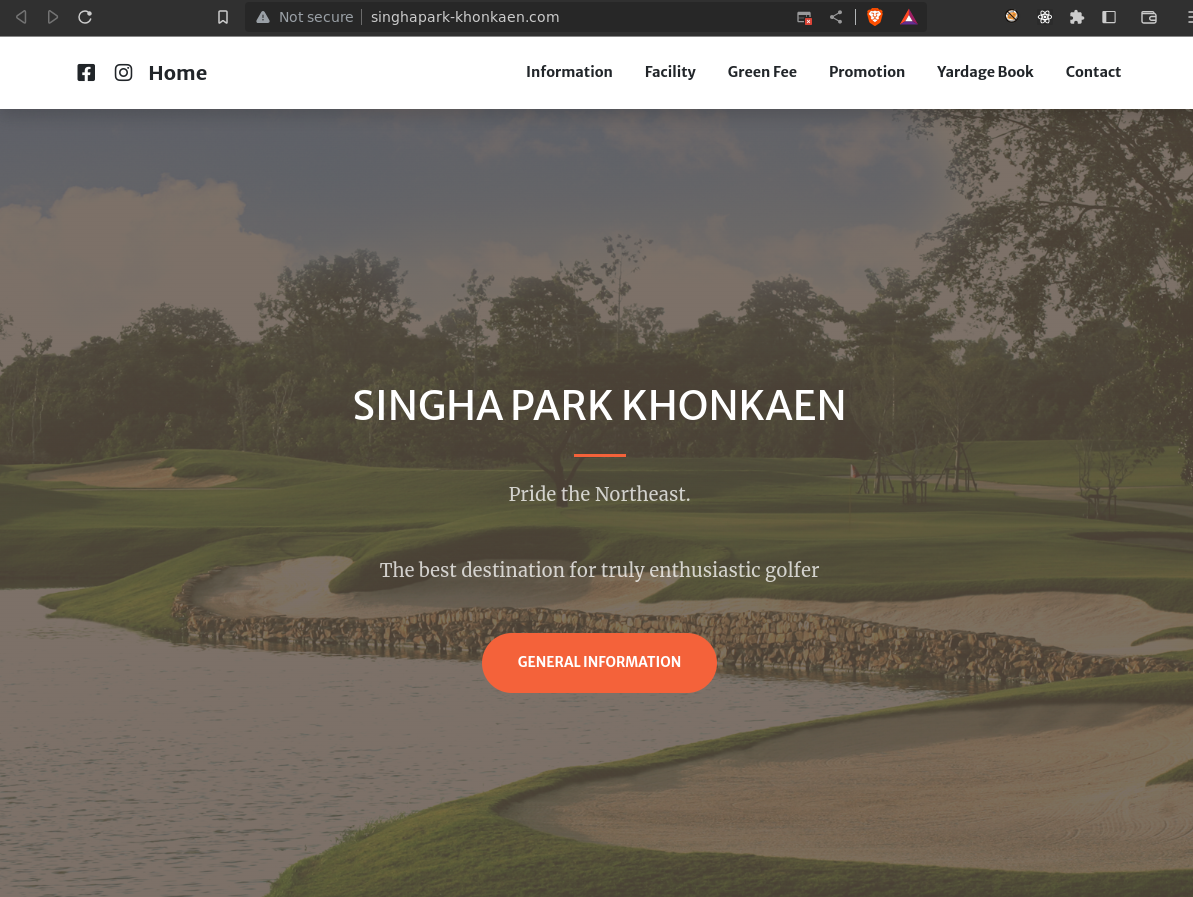 Not secure singhapark-khonkaen.com
Home Information Facility Green Fee Promotion Yardage Book Contact
SINGHA PARK KHONKAEN
Pride the Northeast.
The best destination for truly enthusiastic golfer
GENERAL INFORMATION